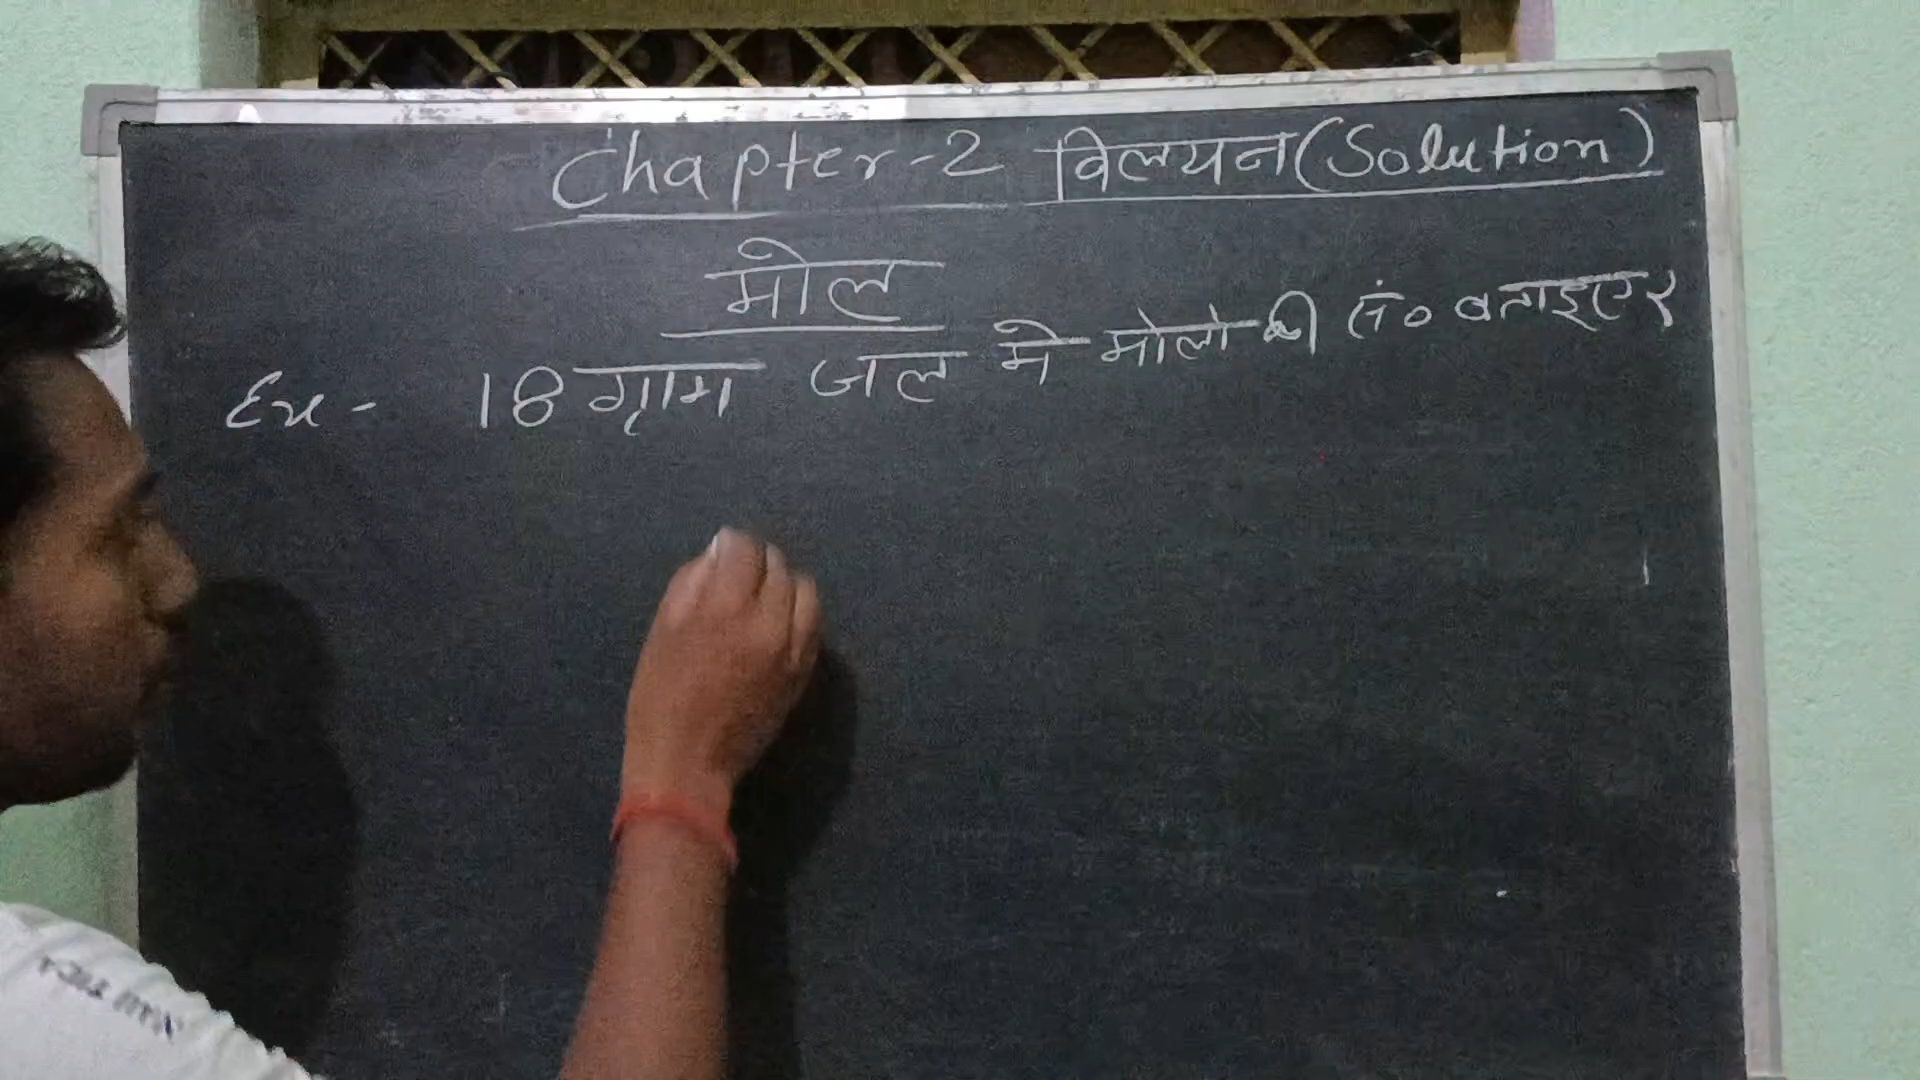 Chapter-2 विलयन (Solution)
मोल
Ex- 18 ग्राम जल मे मोलो की सं० बताइए